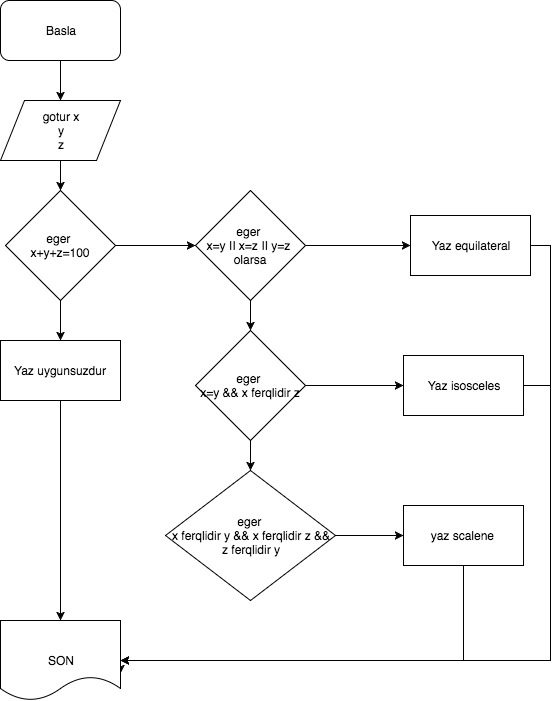 Basla
gotur x
y
z
eger
x+y+z=100
eger
x=y II x=z II y=z
olarsa
Yaz equilateral
Yaz uygunsuzdur
eger
x=y && x ferqlidir z
Yaz isosceles
eger
x ferqlidir y && x ferqlidir z &&
z ferqlidir y
yaz scalene
SON